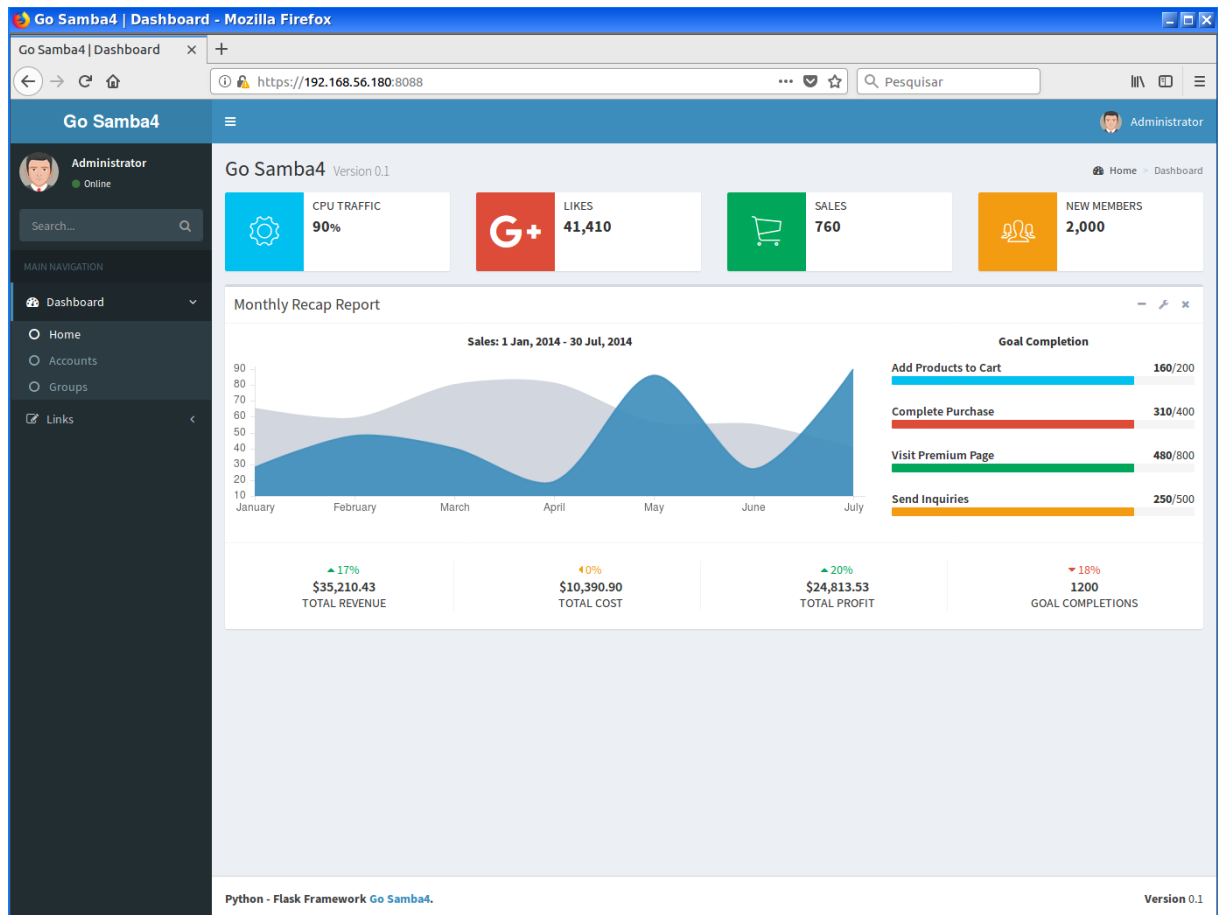 Go Samba4 | Dashboard - Mozilla Firefox
Go Samba4 | Dashboard
https://192.168.56.180:8088
Pesquisar
Go Samba4
Administrator
Administrator
Online
Search...
MAIN NAVIGATION
Dashboard
Home
Accounts
Groups
Links
Go Samba4 Version 0.1
Home > Dashboard
CPU TRAFFIC
90%
G+
LIKES
41,410
SALES
760
NEW MEMBERS
2,000
Monthly Recap Report
Sales: 1 Jan, 2014 - 30 Jul, 2014
90
80
70
60
50
40
30
20
10
January February March April May June July
Goal Completion
Add Products to Cart 160/200
Complete Purchase 310/400
Visit Premium Page 480/800
Send Inquiries 250/500
17%
$35,210.43
TOTAL REVENUE
0%
$10,390.90
TOTAL COST
20%
$24,813.53
TOTAL PROFIT
18%
1200
GOAL COMPLETIONS
Python - Flask Framework Go Samba4.
Version 0.1